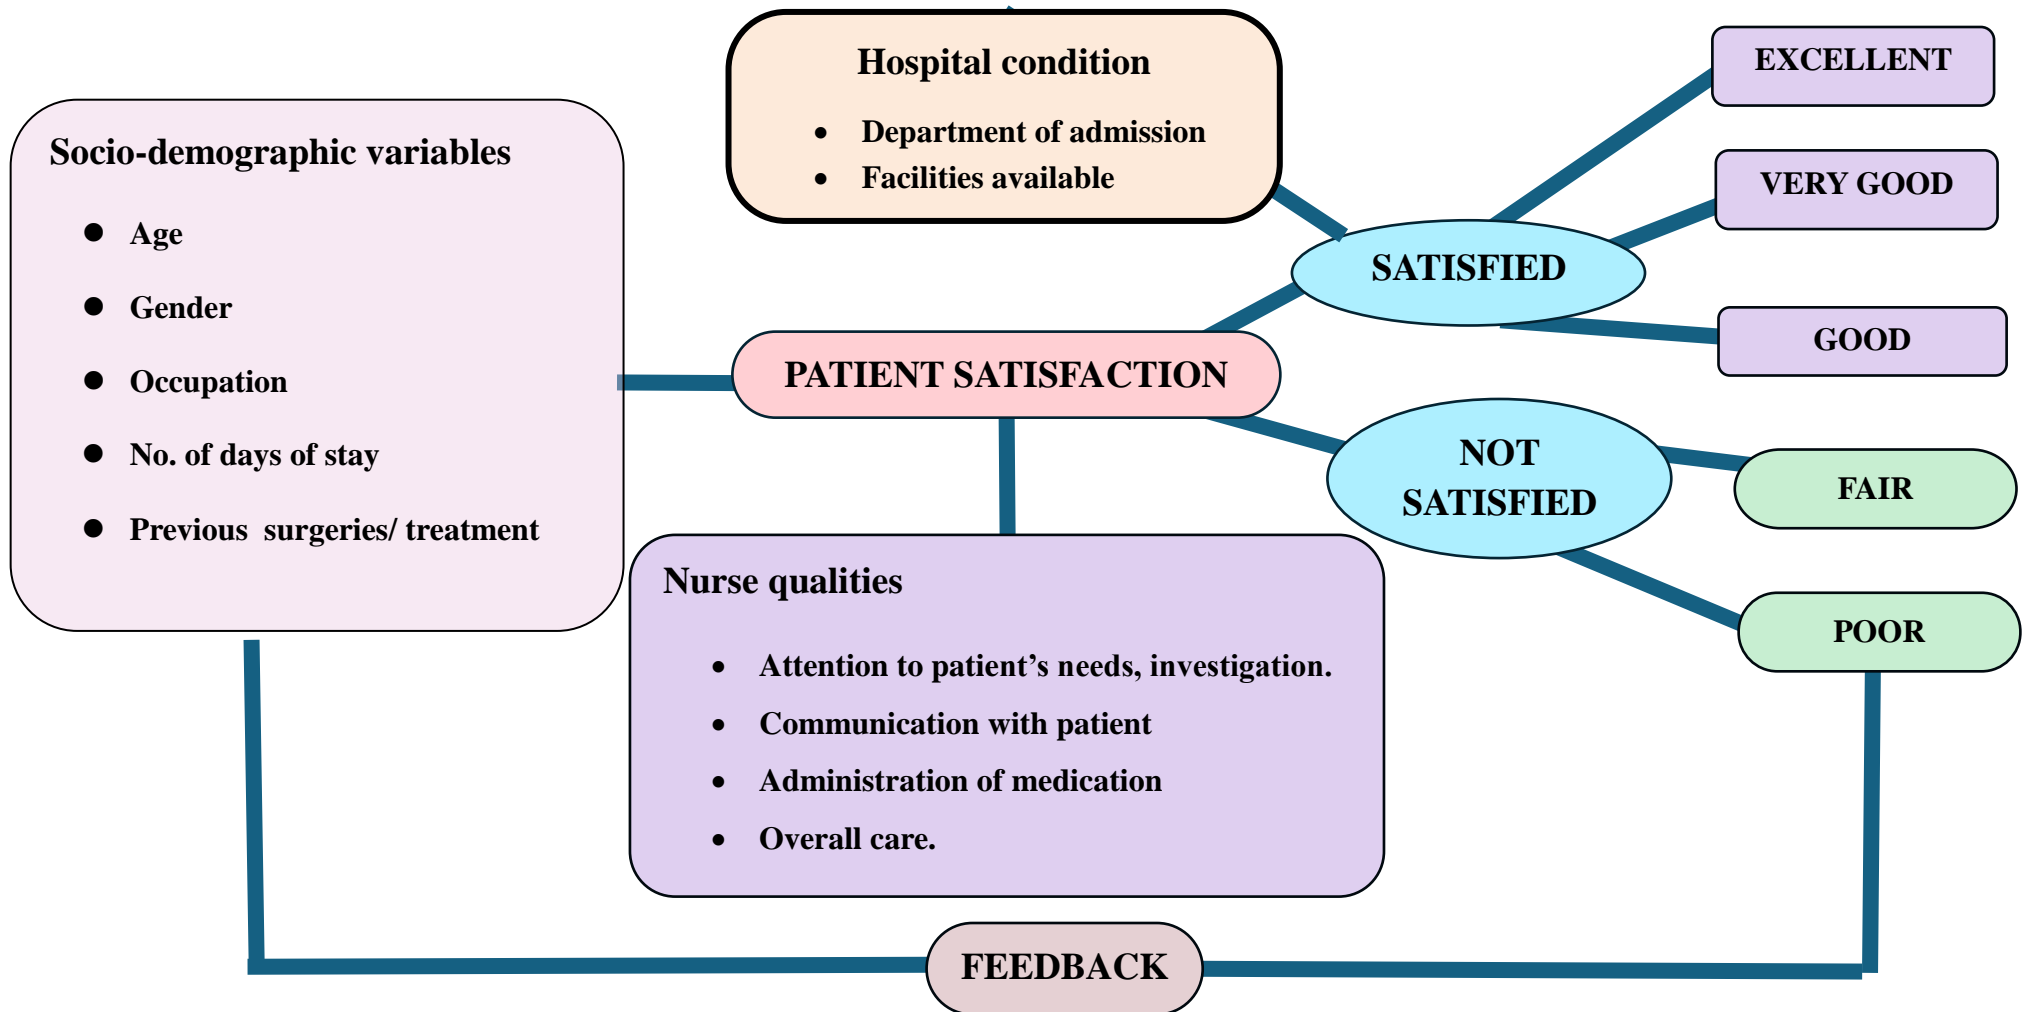 Hospital condition
• Department of admission
• Facilities available
Socio-demographic variables
● Age
● Gender
● Occupation
● No. of days of stay
● Previous  surgeries/ treatment
PATIENT SATISFACTION
SATISFIED
EXCELLENT
VERY GOOD
GOOD
NOT
SATISFIED
FAIR
POOR
Nurse qualities
• Attention to patient’s needs, investigation.
• Communication with patient
• Administration of medication
• Overall care.
FEEDBACK